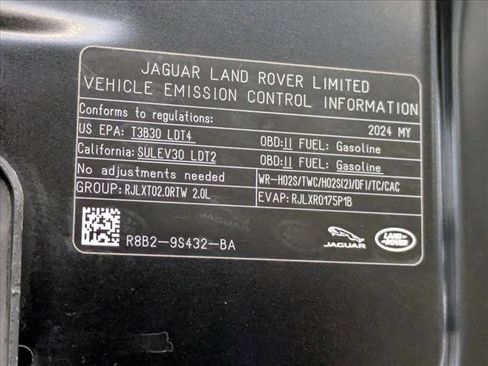 JAGUAR LAND ROVER LIMITED
VEHICLE EMISSION CONTROL INFORMATION
Conforms to regulations: 2024 MY
US EPA: T3B30 LDT4 OBD:II FUEL: Gasoline
California: SULEV30 LDT2 OBD:II FUEL: Gasoline
No adjustments needed WR-HO2S/TWC/HO2S(2)/DFI/TC/CAC
GROUP: RJLXT02.0RTW 2.0L EVAP: RJLXR0175P1B
R8B2-9S432-BA
JAGUAR
LAND-ROVER